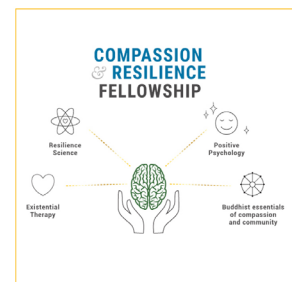 COMPASSION
& RESILIENCE
FELLOWSHIP
Resilience
Science
Positive
Psychology
Existential
Therapy
Buddhist essentials
of compassion
and community